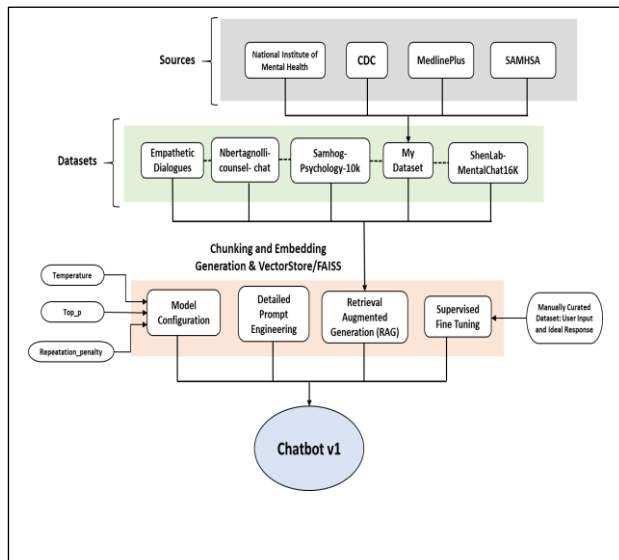 Sources
National Institute of
Mental Health
CDC
MedlinePlus
SAMHSA
Datasets
Empathetic
Dialogues
Nbertagnolli-
counsel- chat
Samhog-
Psychology-10k
My
Dataset
ShenLab-
MentalChat16K
Chunking and Embedding
Generation & VectorStore/FAISS
Temperature
Top_p
Repeatation_penalty
Model
Configuration
Detailed
Prompt
Engineering
Retrieval
Augmented
Generation (RAG)
Supervised
Fine Tuning
Manually Curated
Dataset: User Input
and Ideal Response
Chatbot v1